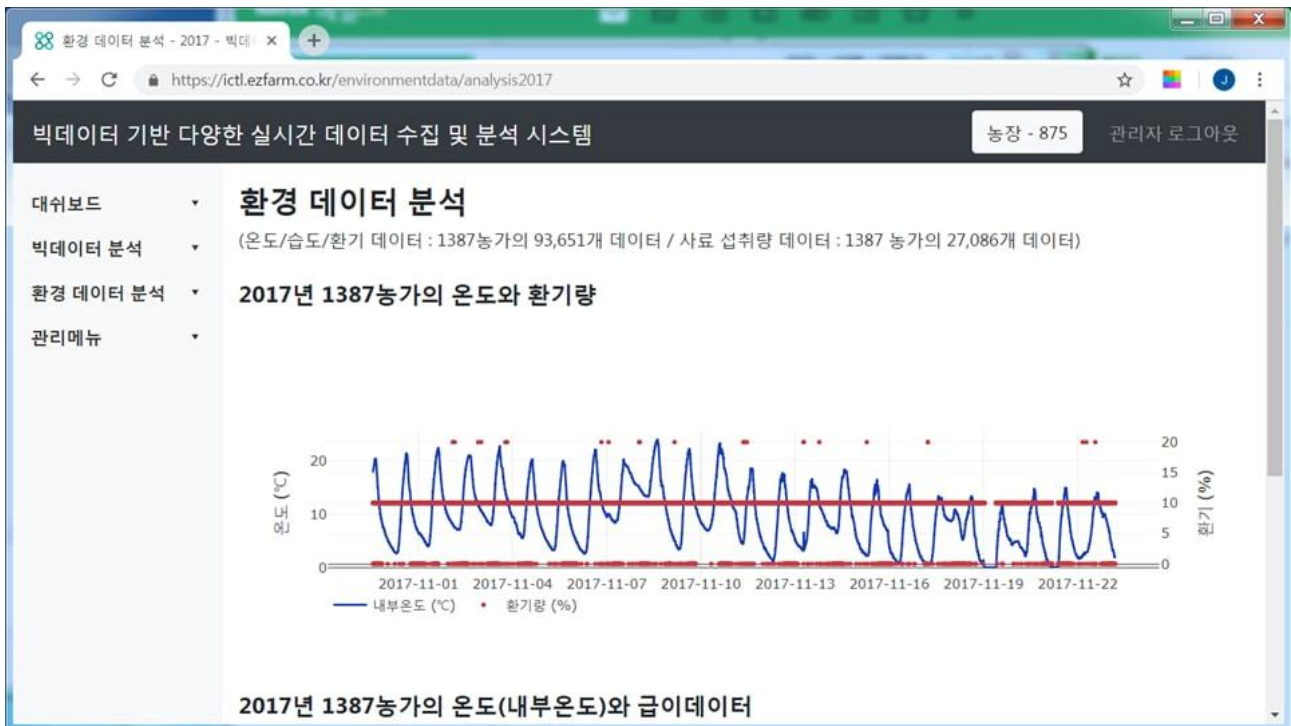 환경 데이터 분석 - 2017 - 빅데
https://ictl.ezfarm.co.kr/environmentdata/analysis2017
J
빅데이터 기반 다양한 실시간 데이터 수집 및 분석 시스템
농장 - 875
관리자 로그아웃
대쉬보드
빅데이터 분석
환경 데이터 분석
관리메뉴
환경 데이터 분석
(온도/습도/환기 데이터 : 1387농가의 93,651개 데이터 / 사료 섭취량 데이터 : 1387 농가의 27,086개 데이터)
2017년 1387농가의 온도와 환기량
온도 (℃)
20
10
0
20
15
10
5
0
환기 (%)
2017-11-01 2017-11-04 2017-11-07 2017-11-10 2017-11-13 2017-11-16 2017-11-19 2017-11-22
내부온도 (℃) 환기량 (%)
2017년 1387농가의 온도(내부온도)와 급이데이터